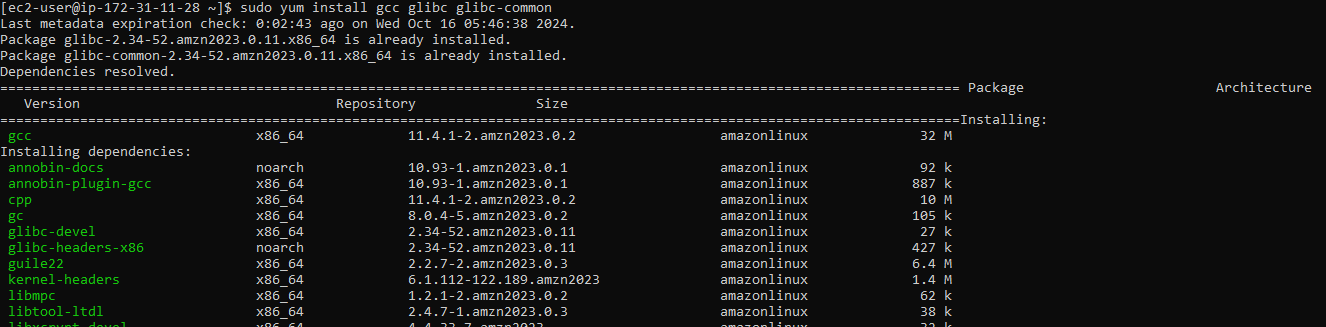 [ec2-user@ip-172-31-11-28 ~]$ sudo yum install gcc glibc glibc-common
Last metadata expiration check: 0:02:43 ago on Wed Oct 16 05:46:38 2024.
Package glibc-2.34-52.amzn2023.0.11.x86_64 is already installed.
Package glibc-common-2.34-52.amzn2023.0.11.x86_64 is already installed.
Dependencies resolved.
======================================================================================================================== Package                        Architecture
   Version                                Repository               Size
========================================================================================================================Installing:
 gcc                            x86_64             11.4.1-2.amzn2023.0.2                  amazonlinux              32 M
Installing dependencies:
 annobin-docs                   noarch             10.93-1.amzn2023.0.1                   amazonlinux              92 k
 annobin-plugin-gcc             x86_64             10.93-1.amzn2023.0.1                   amazonlinux             887 k
 cpp                            x86_64             11.4.1-2.amzn2023.0.2                  amazonlinux              10 M
 gc                             x86_64             8.0.4-5.amzn2023.0.2                   amazonlinux             105 k
 glibc-devel                    x86_64             2.34-52.amzn2023.0.11                  amazonlinux              27 k
 glibc-headers-x86              noarch             2.34-52.amzn2023.0.11                  amazonlinux             427 k
 guile22                        x86_64             2.2.7-2.amzn2023.0.3                   amazonlinux             6.4 M
 kernel-headers                 x86_64             6.1.112-122.189.amzn2023               amazonlinux             1.4 M
 libmpc                         x86_64             1.2.1-2.amzn2023.0.2                   amazonlinux              62 k
 libtool-ltdl                   x86_64             2.4.7-1.amzn2023.0.3                   amazonlinux              38 k
 libxcrypt-devel                x86_64             4.4.33-7.amzn2023                      amazonlinux              32 k